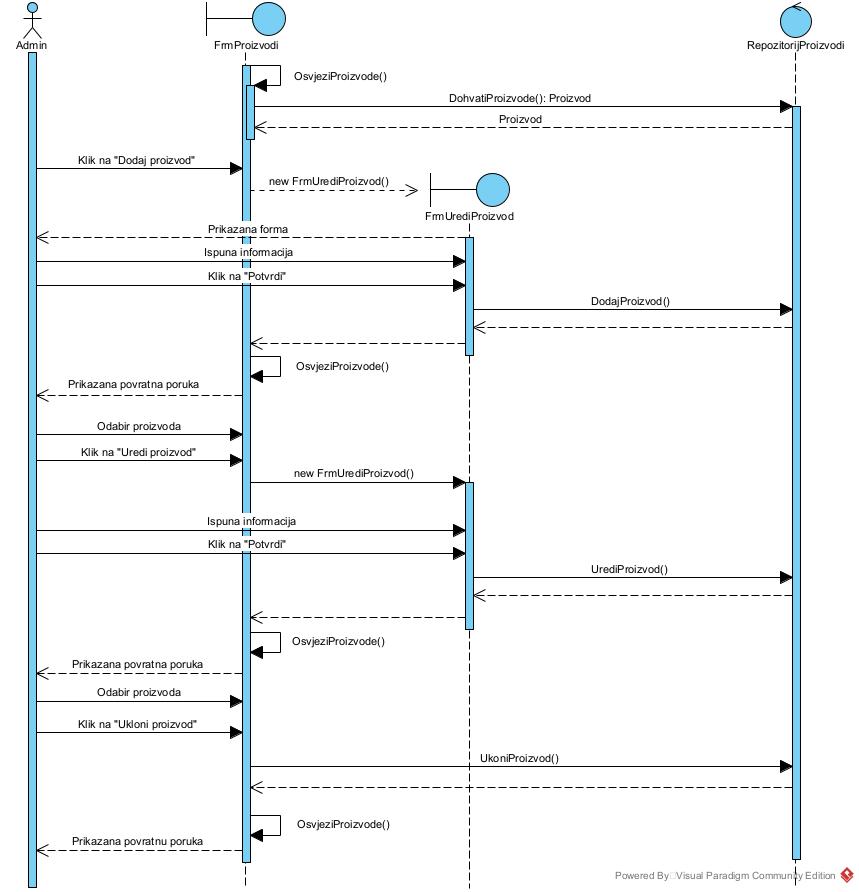 Admin
FrmProizvodi
RepozitorijProizvodi
OsvjeziProizvode()
DohvatiProizvode(): Proizvod
Proizvod
Klik na "Dodaj proizvod"
new FrmUrediProizvod()
FrmUrediProizvod
Prikazana forma
Ispuna informacija
Klik na "Potvrdi"
DodajProizvod()
OsvjeziProizvode()
Prikazana povratna poruka
Odabir proizvoda
Klik na "Uredi proizvod"
new FrmUrediProizvod()
Ispuna informacija
Klik na "Potvrdi"
UrediProizvod()
OsvjeziProizvode()
Prikazana povratna poruka
Odabir proizvoda
Klik na "Ukloni proizvod"
UkoniProizvod()
OsvjeziProizvode()
Prikazana povratnu poruka
Powered By Visual Paradigm Community Edition